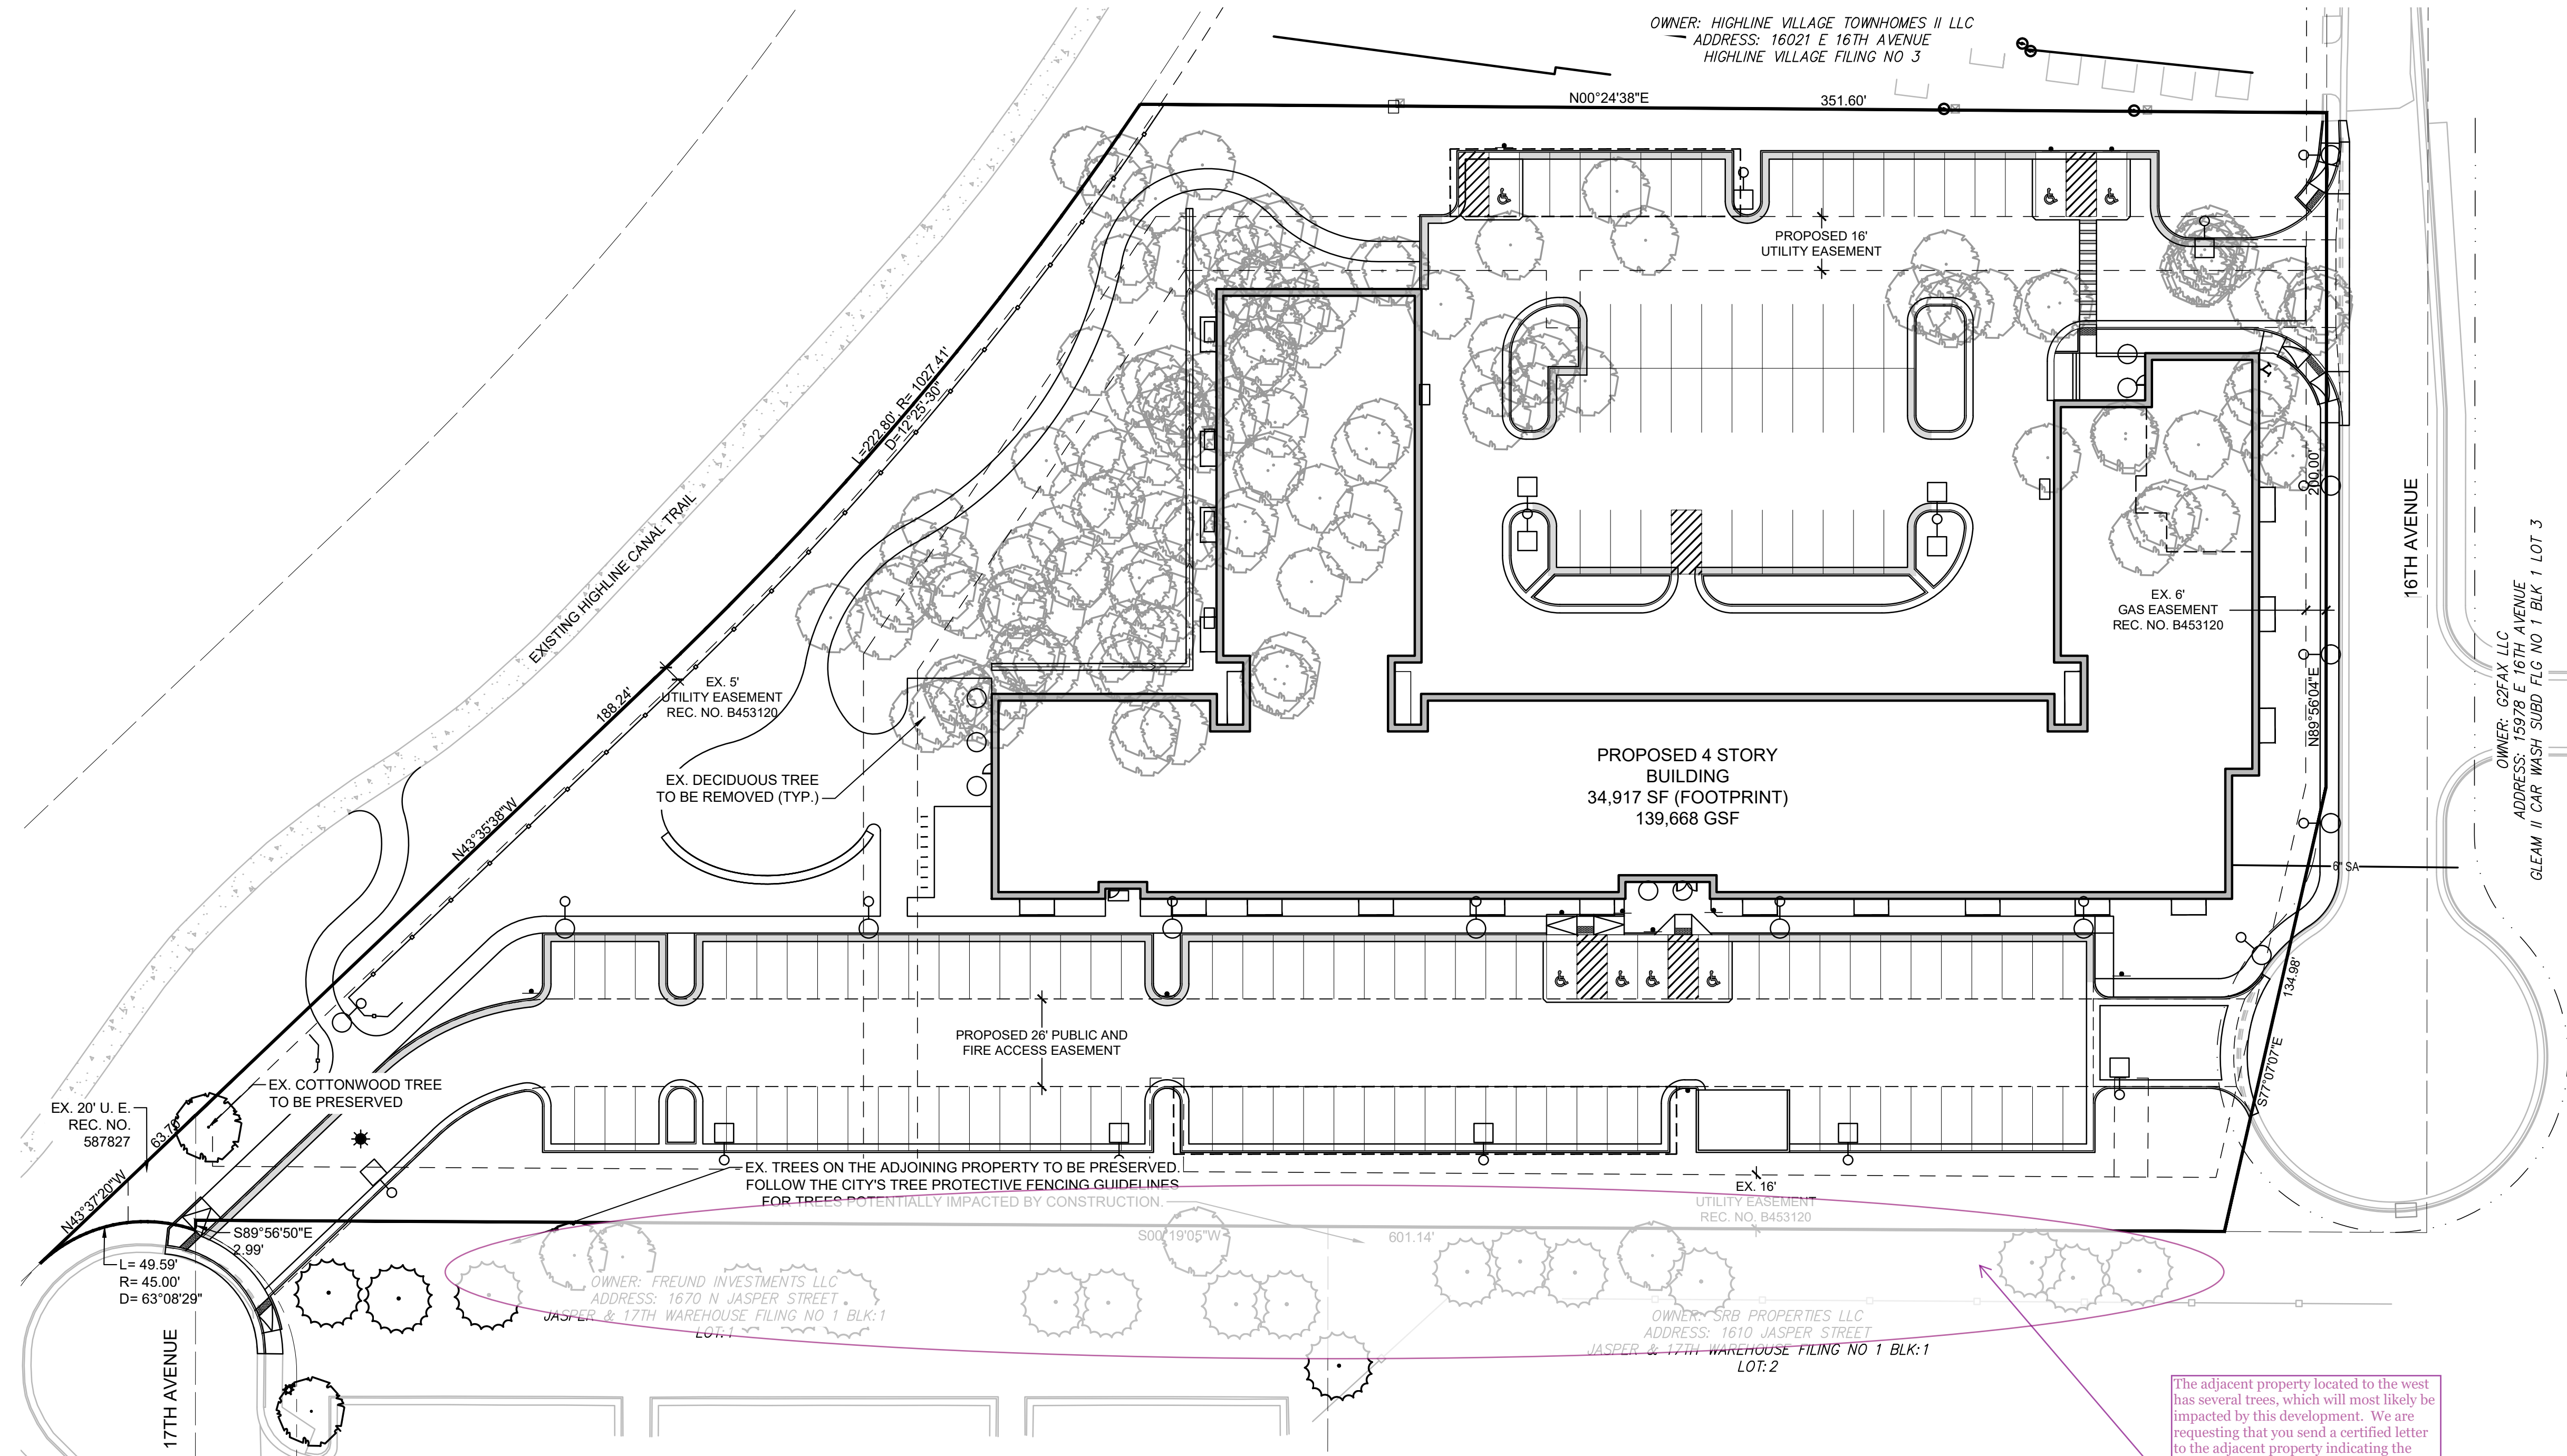 OWNER: HIGHLINE VILLAGE TOWNHOMES II LLC
ADDRESS: 16021 E 16TH AVENUE
HIGHLINE VILLAGE FILING NO 3
N00°24'38"E
351.60'
PROPOSED 16'
UTILITY EASEMENT
L=222.80' R= 1027.41'
D=12°25'-30"
EXISTING HIGHLINE CANAL TRAIL
188.24'
EX. 5'
UTILITY EASEMENT
REC. NO. B453120
N43°35'38"W
EX. DECIDUOUS TREE
TO BE REMOVED (TYP.)
PROPOSED 4 STORY
BUILDING
34,917 SF (FOOTPRINT)
139,668 GSF
200.00'
EX. 6'
GAS EASEMENT
REC. NO. B453120
N89°56'04"E
16TH AVENUE
OWNER: G2FAX LLC
ADDRESS: 15978 E 16TH AVENUE
GLEAM II CAR WASH SUBD FLG NO 1 BLK 1 LOT 3
6" SA
134.98'
S77°07'07"E
PROPOSED 26' PUBLIC AND
FIRE ACCESS EASEMENT
EX. COTTONWOOD TREE
TO BE PRESERVED
EX. 20' U. E.
REC. NO.
587827
63.70'
N43°37'20"W
EX. TREES ON THE ADJOINING PROPERTY TO BE PRESERVED.
FOLLOW THE CITY'S TREE PROTECTIVE FENCING GUIDELINES
FOR TREES POTENTIALLY IMPACTED BY CONSTRUCTION.
EX. 16'
UTILITY EASEMENT
REC. NO. B453120
S89°56'50"E
2.99'
S00°19'05"W
601.14'
L= 49.59'
R= 45.00'
D= 63°08'29"
OWNER: FREUND INVESTMENTS LLC
ADDRESS: 1670 N JASPER STREET
JASPER & 17TH WAREHOUSE FILING NO 1 BLK:1
LOT:1
OWNER: SRB PROPERTIES LLC
ADDRESS: 1610 JASPER STREET
JASPER & 17TH WAREHOUSE FILING NO 1 BLK:1
LOT:2
17TH AVENUE
The adjacent property located to the west
has several trees, which will most likely be
impacted by this development. We are
requesting that you send a certified letter
to the adjacent property indicating the